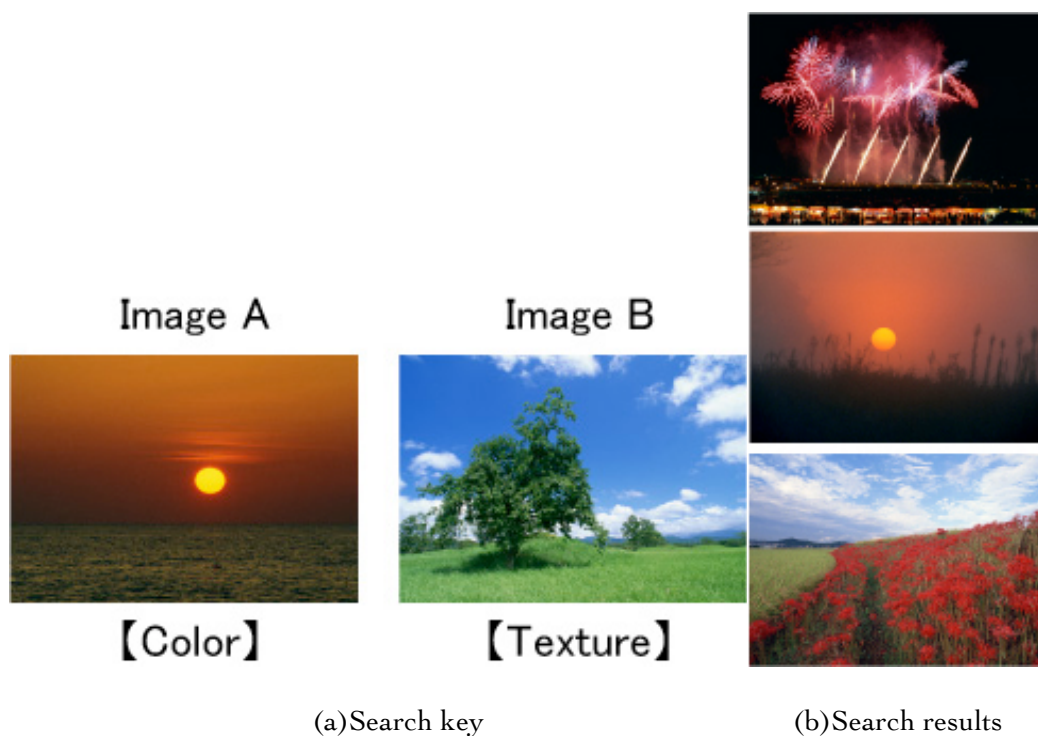 Image A
Image B
【Color】
【Texture】
(a)Search key
(b)Search results